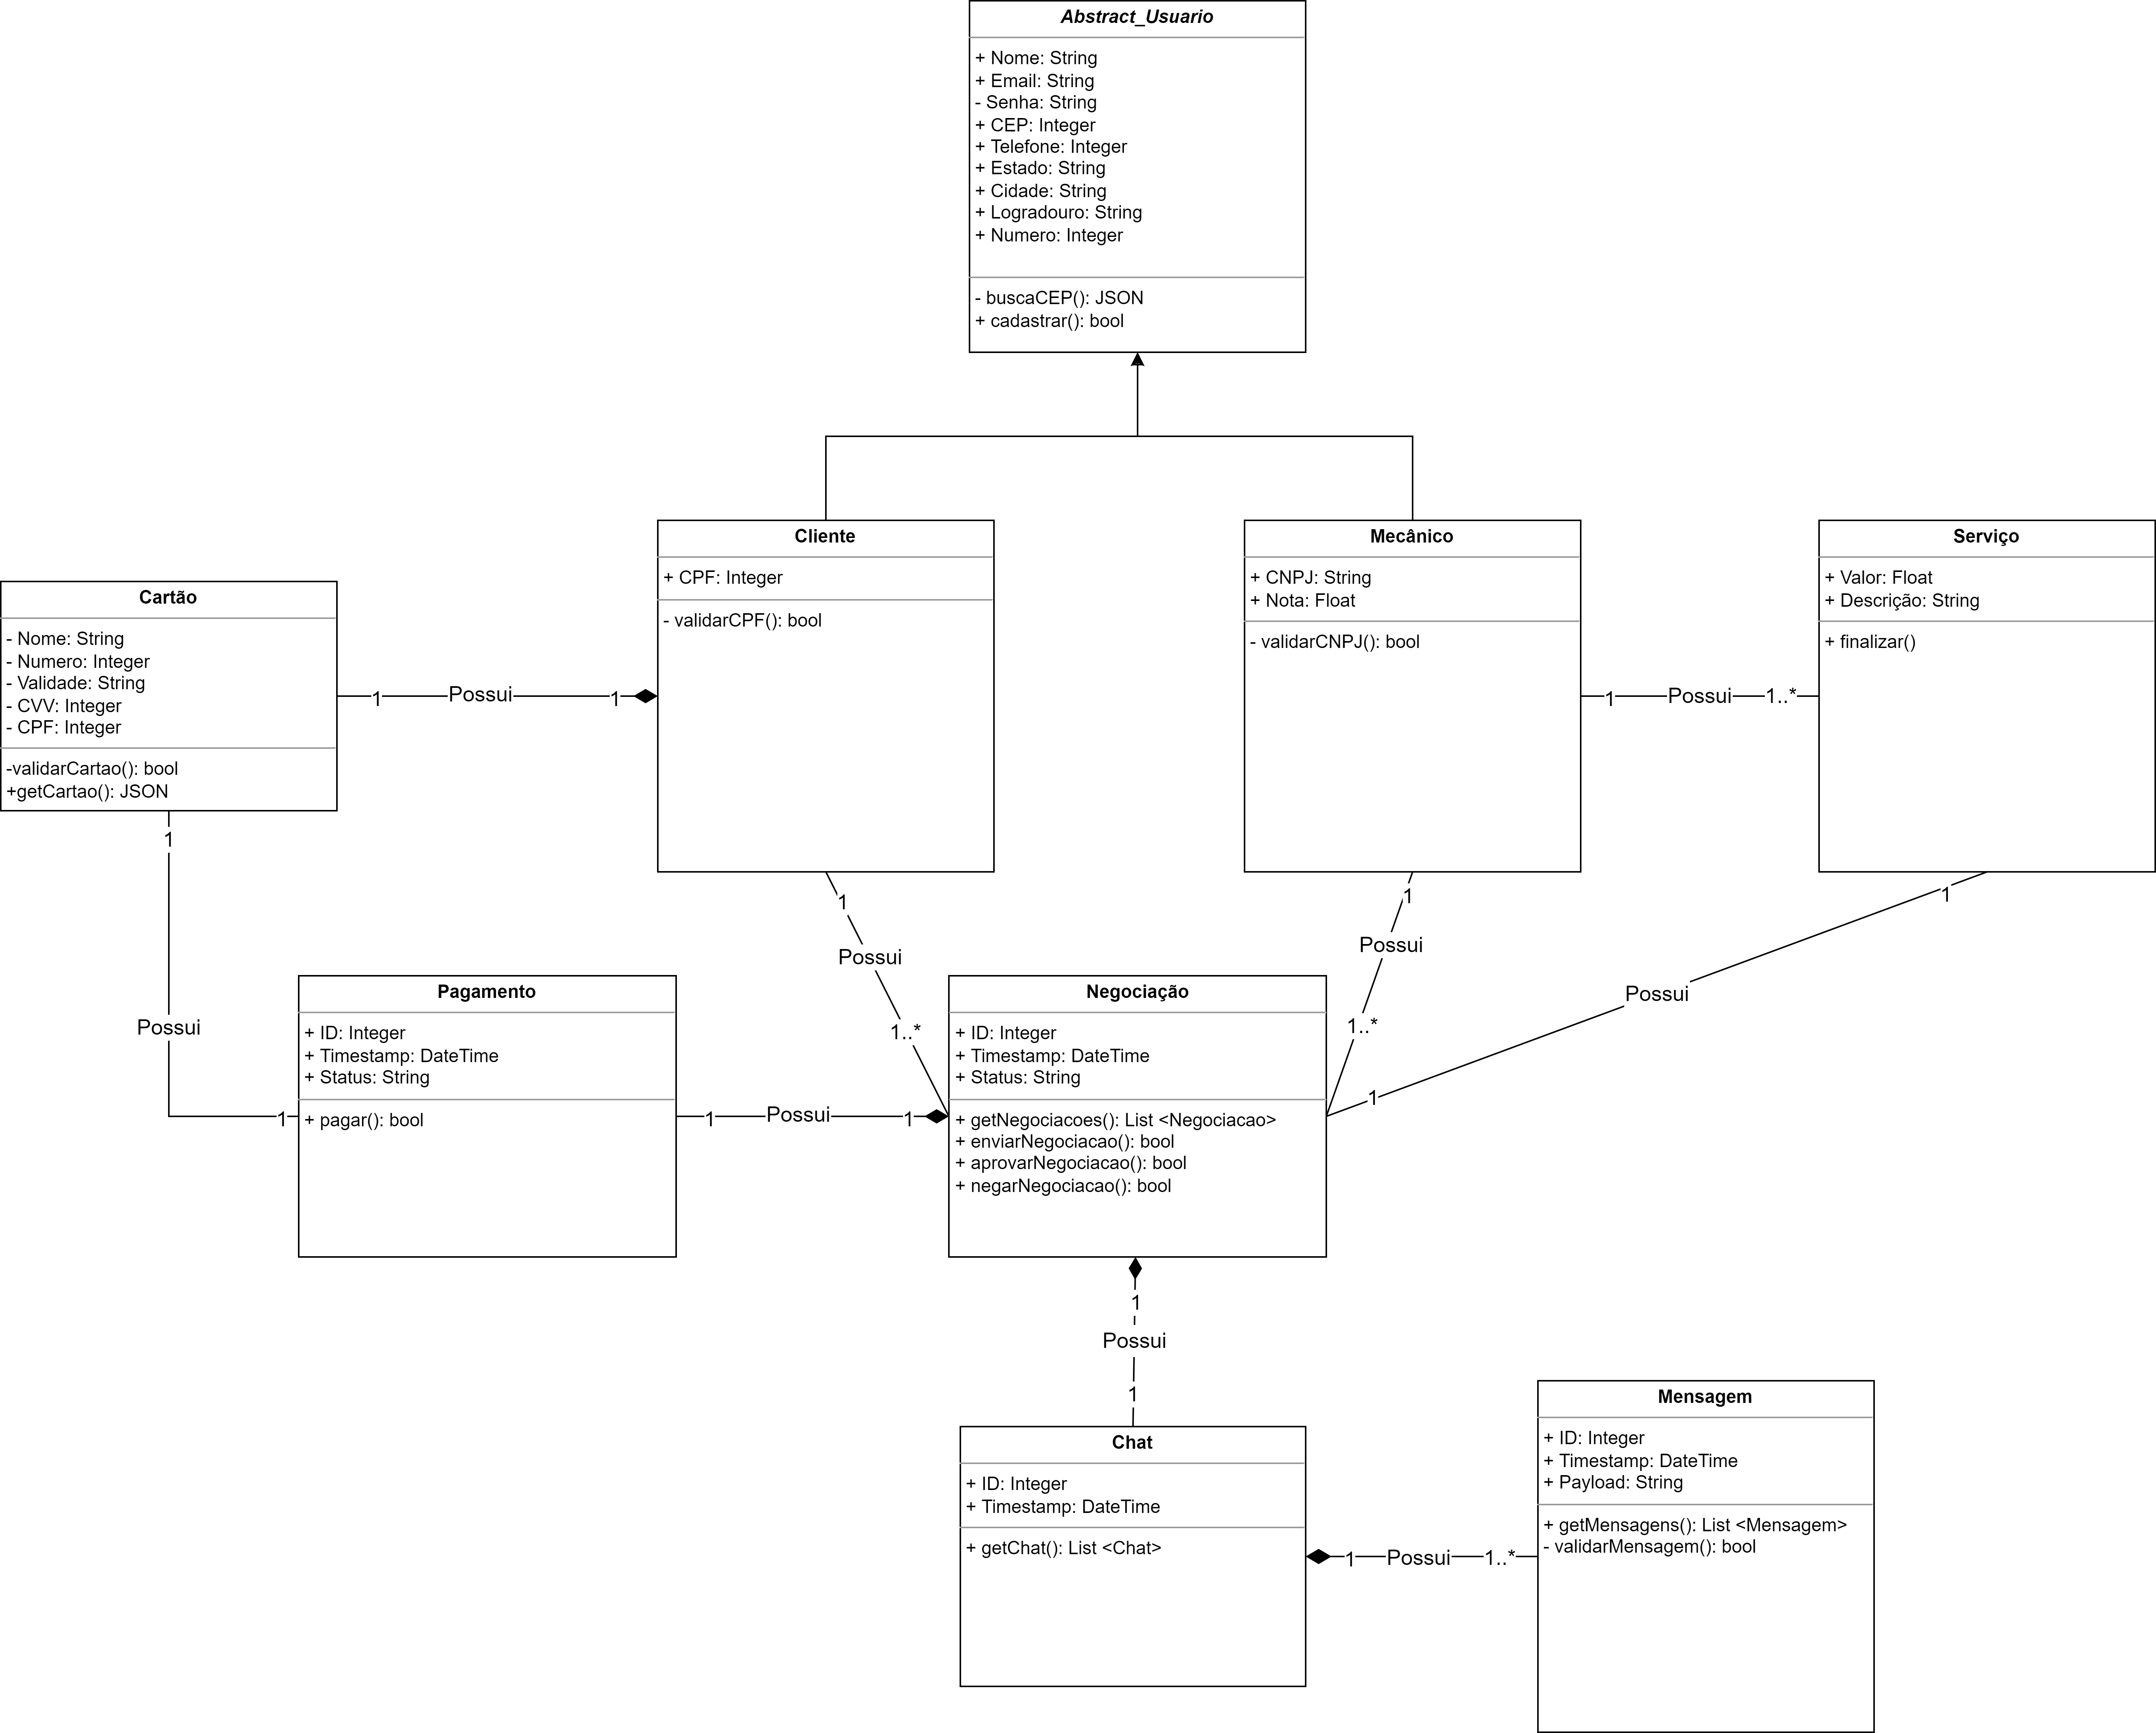 Abstract_Usuario
+ Nome: String
+ Email: String
- Senha: String
+ CEP: Integer
+ Telefone: Integer
+ Estado: String
+ Cidade: String
+ Logradouro: String
+ Numero: Integer
- buscaCEP(): JSON
+ cadastrar(): bool
Cliente
+ CPF: Integer
- validarCPF(): bool
Mecânico
+ CNPJ: String
+ Nota: Float
- validarCNPJ(): bool
Serviço
+ Valor: Float
+ Descrição: String
+ finalizar()
Cartão
- Nome: String
- Numero: Integer
- Validade: String
- CVV: Integer
- CPF: Integer
-validarCartao(): bool
+getCartao(): JSON
1
Possui
1
1
Possui
1..*
1
Possui
1
1
Possui
1..*
1
Possui
1..*
1
Possui
1
Pagamento
+ ID: Integer
+ Timestamp: DateTime
+ Status: String
+ pagar(): bool
1
Possui
1
Negociação
+ ID: Integer
+ Timestamp: DateTime
+ Status: String
+ getNegociacoes(): List <Negociacao>
+ enviarNegociacao(): bool
+ aprovarNegociacao(): bool
+ negarNegociacao(): bool
1
Possui
1
Chat
+ ID: Integer
+ Timestamp: DateTime
+ getChat(): List <Chat>
1
Possui
1..*
Mensagem
+ ID: Integer
+ Timestamp: DateTime
+ Payload: String
+ getMensagens(): List <Mensagem>
- validarMensagem(): bool